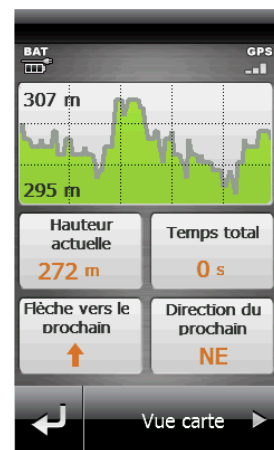 BAT
GPS
307 m
295 m
Hauteur
actuelle
272 m
Temps total
0 s
Flèche vers le
prochain
Direction du
prochain
NE
Vue carte